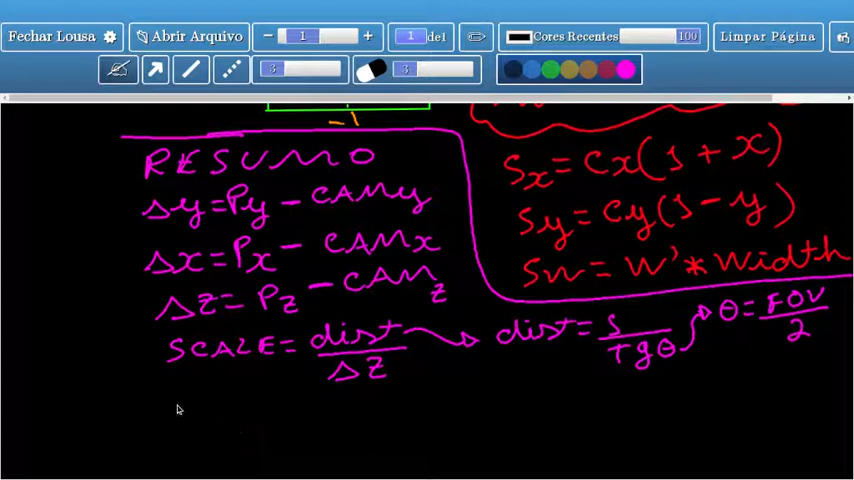 Fechar Lousa Abrir Arquivo − 1 + 1 de1 Cores Recentes 100 Limpar Página
3 3
-1
RESUMO
Δy=Py-CAMy
Δx=Px-CAMx
Δz=Pz-CAMz
SCALE=dist/Δz → dist=1/Tgθ → θ=FOV/2
Sx=Cx(1+x)
Sy=Cy(1-y)
Sw=W'*Width